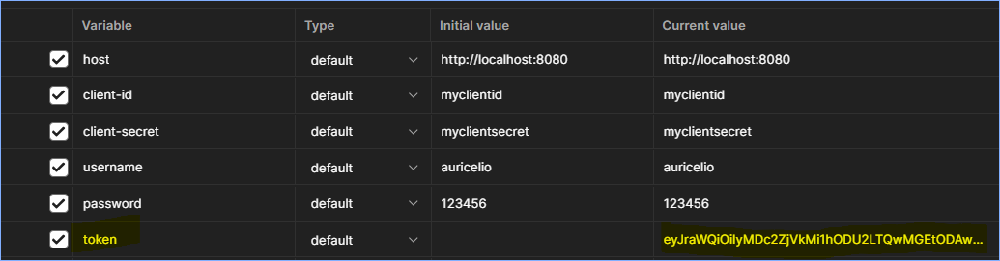 Variable Type Initial value Current value
host default http://localhost:8080 http://localhost:8080
client-id default myclientid myclientid
client-secret default myclientsecret myclientsecret
username default auricelio auricelio
password default 123456 123456
token default eyJraWQiOiIyMDc2ZjVkMi1hODU2LTQwMGEtODAw...